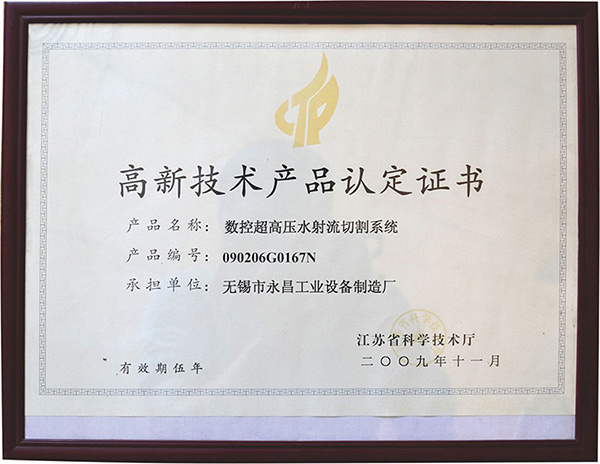 高新技术产品认定证书
产品名称: 数控超高压水射流切割系统
产品编号: 090206G0167N
承担单位: 无锡市永昌工业设备制造厂
江苏省科学技术厅
二〇〇九年十一月
有效期伍年